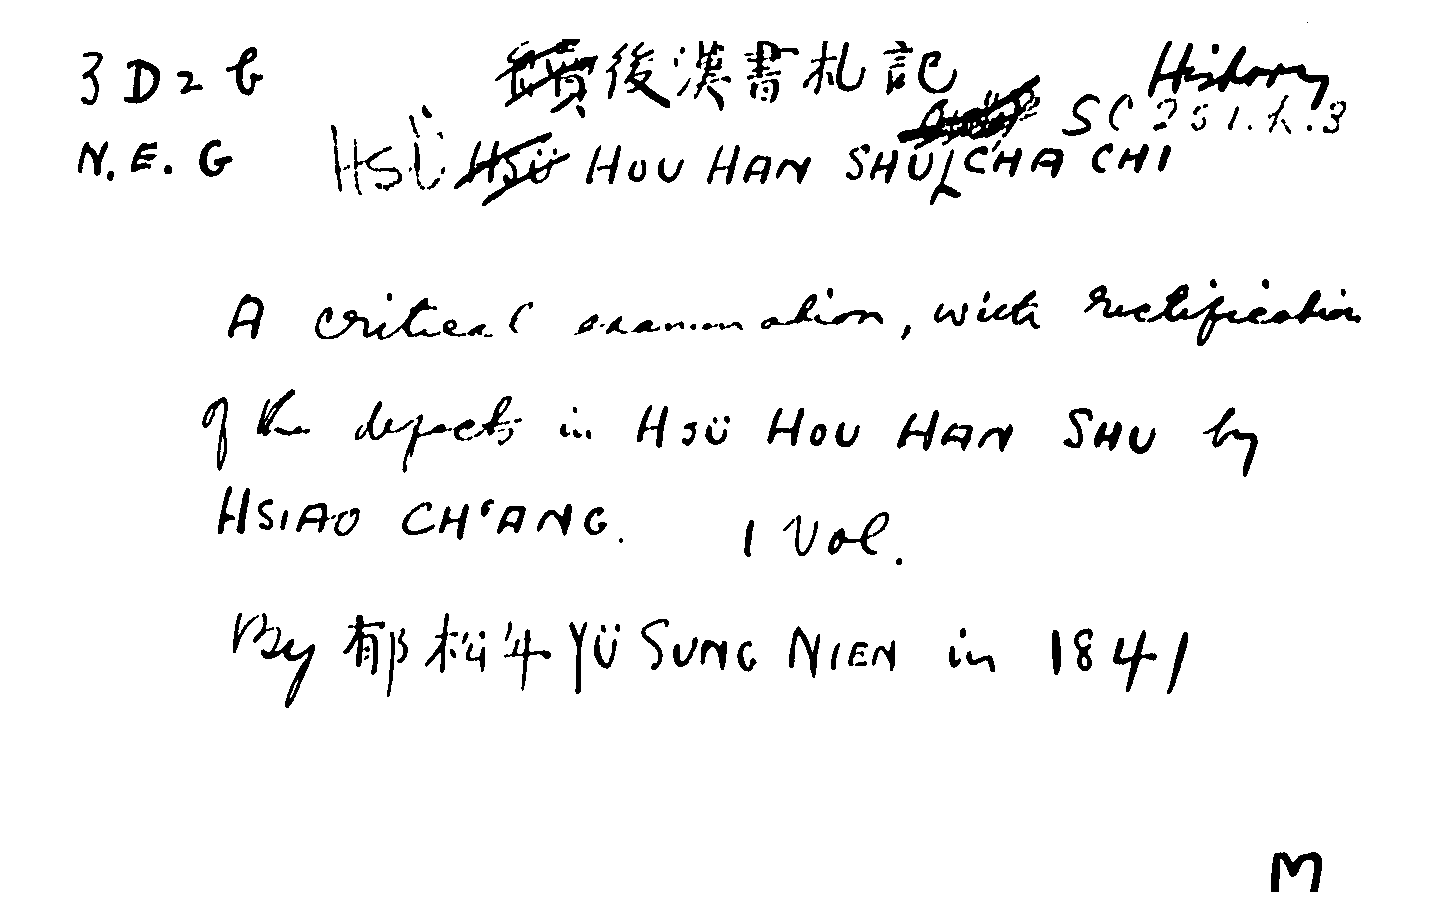 3 D 2 b 續後漢書札記 History
SC 251.h.3
N.E.G HSÜ HSÜ HOU HAN SHU CHA CHI
A critical examination, with rectification
of the defects in HSÜ HOU HAN SHU by
HSIAO CH'ANG. 1 Vol.
By 郁松年 YÜ SUNG NIEN in 1841
M